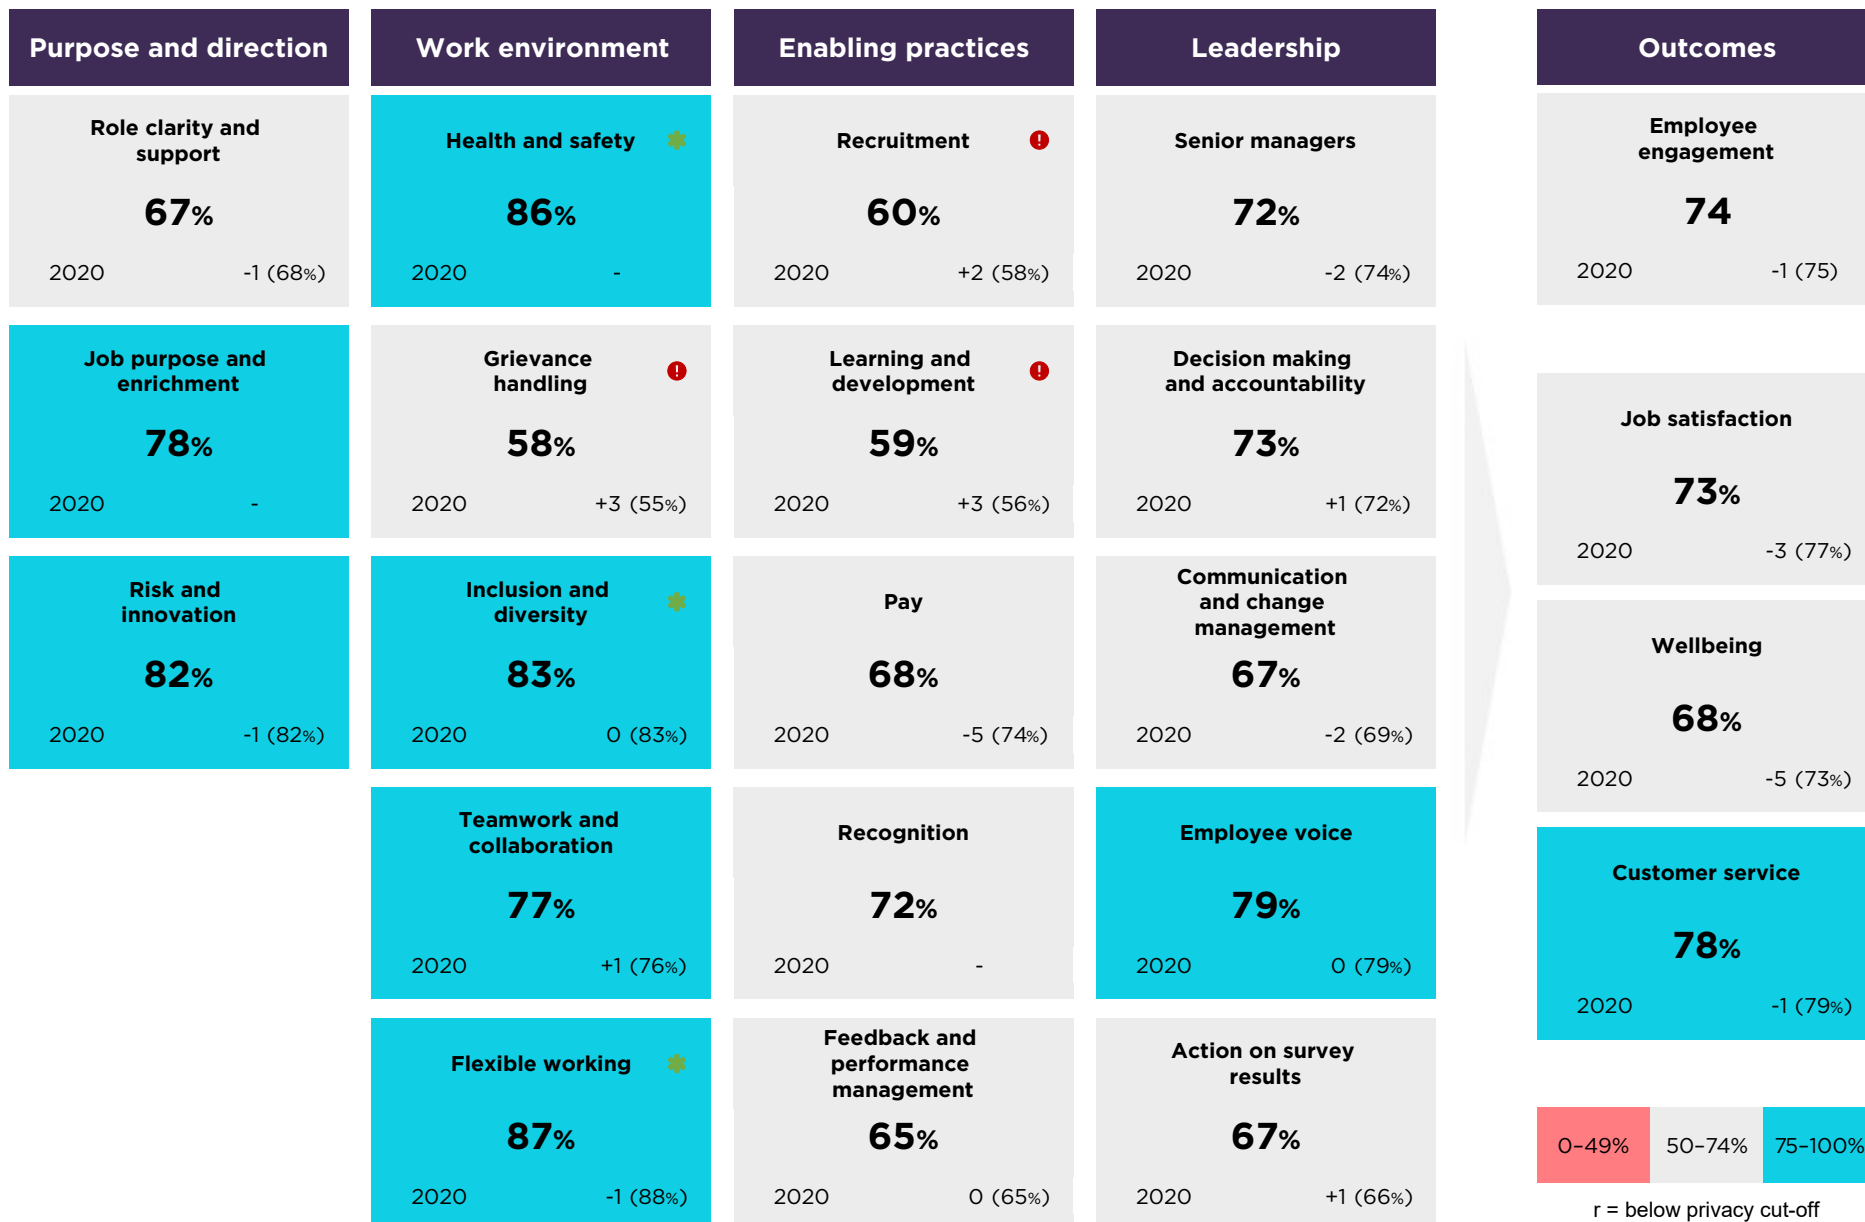 Purpose and direction
Role clarity and
support
67%
2020 -1 (68%)
Job purpose and
enrichment
78%
2020 -
Risk and
innovation
82%
2020 -1 (82%)
Work environment
Health and safety
86%
2020 -
Grievance
handling
58%
2020 +3 (55%)
Inclusion and
diversity
83%
2020 0 (83%)
Teamwork and
collaboration
77%
2020 +1 (76%)
Flexible working
87%
2020 -1 (88%)
Enabling practices
Recruitment
60%
2020 +2 (58%)
Learning and
development
59%
2020 +3 (56%)
Pay
68%
2020 -5 (74%)
Recognition
72%
2020 -
Feedback and
performance
management
65%
2020 0 (65%)
Leadership
Senior managers
72%
2020 -2 (74%)
Decision making
and accountability
73%
2020 +1 (72%)
Communication
and change
management
67%
2020 -2 (69%)
Employee voice
79%
2020 0 (79%)
Action on survey
results
67%
2020 +1 (66%)
Outcomes
Employee
engagement
74
2020 -1 (75)
Job satisfaction
73%
2020 -3 (77%)
Wellbeing
68%
2020 -5 (73%)
Customer service
78%
2020 -1 (79%)
0-49% 50-74% 75-100%
r = below privacy cut-off